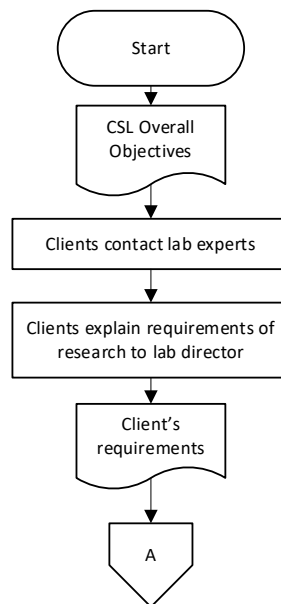 Start
CSL Overall
Objectives
Clients contact lab experts
Clients explain requirements of
research to lab director
Client’s
requirements
A